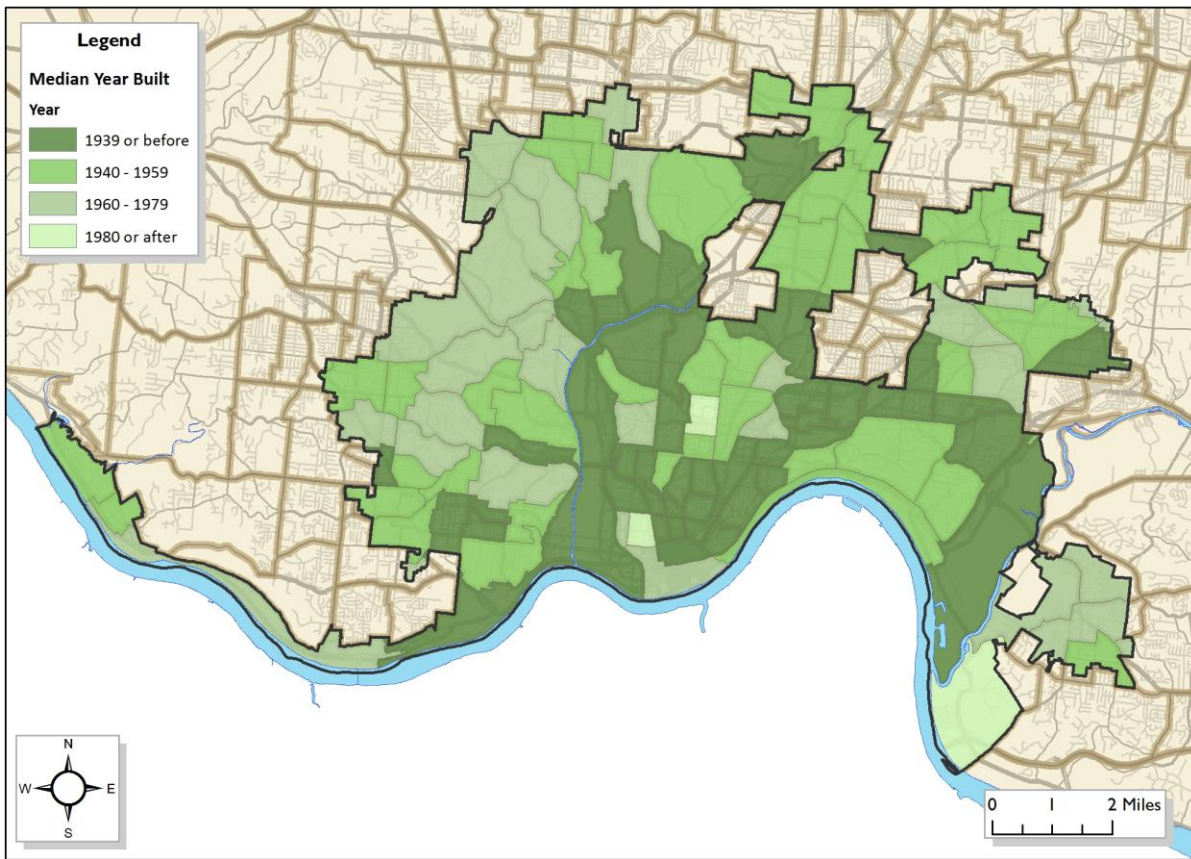 Legend
Median Year Built
Year
1939 or before
1940 - 1959
1960 - 1979
1980 or after
N
W
E
S
0 1 2 Miles